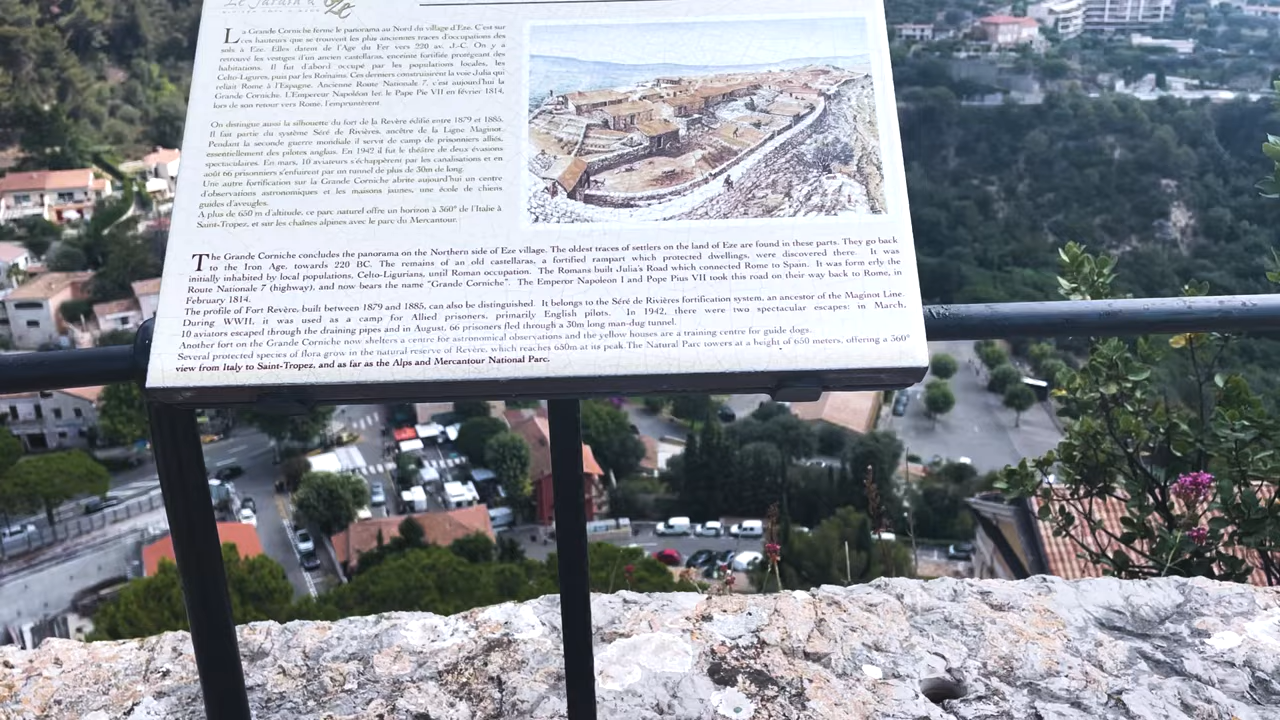 Le Jardin d'Eze
La Grande Corniche ferme le panorama au Nord du village d'Eze. C'est sur
ces hauteurs que se trouvent les plus anciennes traces d'occupations des
sols à Eze. Elles datent de l'Age du Fer vers 220 av. J.-C. On y a
retrouvé les vestiges d'un ancien castellaras, enceinte fortifiée protégeant des
habitations. Il fut d'abord occupé par les populations locales, les
Celto-Ligures, puis par les Romains. Ces derniers construisirent la voie Julia qui
reliait Rome à l'Espagne. Ancienne Route Nationale 7, c'est aujourd'hui la
Grande Corniche. L'Empereur Napoléon Ier, le Pape Pie VII en février 1814,
lors de son retour vers Rome, l'empruntèrent.
On distingue aussi la silhouette du fort de la Revère édifié entre 1879 et 1885.
Il fait partie du système Séré de Rivières, ancêtre de la Ligne Maginot.
Pendant la seconde guerre mondiale il servit de camp de prisonniers alliés,
essentiellement des pilotes anglais. En 1942 il fut le théâtre de deux évasions
spectaculaires. En mars, 10 aviateurs s'échappèrent par les canalisations et en
août 66 prisonniers s'enfuirent par un tunnel de plus de 30m de long.
Une autre fortification sur la Grande Corniche abrite aujourd'hui un centre
d'observations astronomiques et les maisons jaunes, une école de chiens
guides d'aveugles.
A plus de 650 m d'altitude, ce parc naturel offre un horizon à 360° de l'Italie à
Saint-Tropez, et sur les chaînes alpines avec le parc du Mercantour.
The Grande Corniche concludes the panorama on the Northern side of Eze village. The oldest traces of settlers on the land of Eze are found in these parts. They go back
to the Iron Age, towards 220 BC. The remains of an old castellaras, a fortified rampart which protected dwellings, were discovered there. It was
initially inhabited by local populations, Celto-Ligurians, until Roman occupation. The Romans built Julia's Road which connected Rome to Spain. It was form erly the
Route Nationale 7 (highway), and now bears the name "Grande Corniche". The Emperor Napoleon I and Pope Pius VII took this road on their way back to Rome, in
February 1814.
The profile of Fort Revère, built between 1879 and 1885, can also be distinguished. It belongs to the Séré de Rivières fortification system, an ancestor of the Maginot Line.
During WWII, it was used as a camp for Allied prisoners, primarily English pilots. In 1942, there were two spectacular escapes: in March,
10 aviators escaped through the draining pipes and in August, 66 prisoners fled through a 30m long man-dug tunnel.
Another fort on the Grande Corniche now shelters a centre for astronomical observations and the yellow houses are a training centre for guide dogs.
Several protected species of flora grow in the natural reserve of Revère, which reaches 650m at its peak.The Natural Parc towers at a height of 650 meters, offering a 360°
view from Italy to Saint-Tropez, and as far as the Alps and Mercantour National Parc.